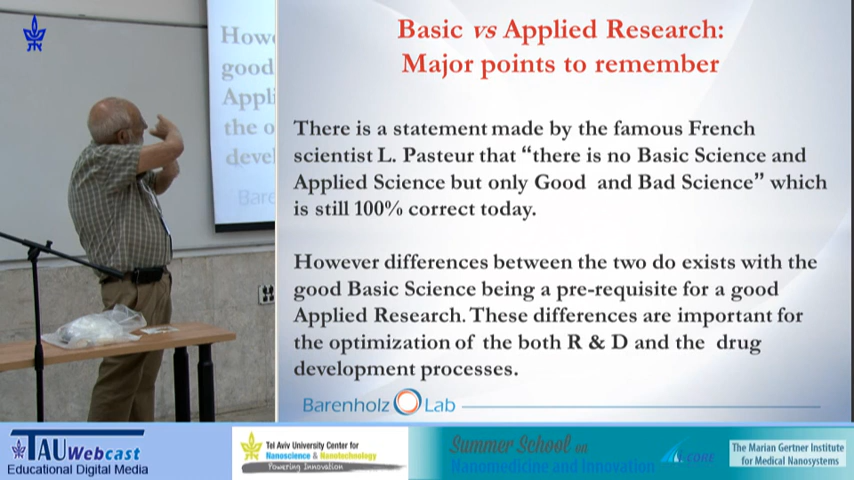 Basic vs Applied Research:
Major points to remember
There is a statement made by the famous French
scientist L. Pasteur that “there is no Basic Science and
Applied Science but only Good and Bad Science” which
is still 100% correct today.
However differences between the two do exists with the
good Basic Science being a pre-requisite for a good
Applied Research. These differences are important for
the optimization of the both R & D and the drug
development processes.
Barenholz Lab
How
good
Appli
the o
devel
Bare
TAU Webcast
Educational Digital Media
Tel Aviv University Center for
Nanoscience & Nanotechnology
Powering Innovation
Summer School on
Nanomedicine and Innovation
I-CORE
The Marian Gertner Institute
for Medical Nanosystems